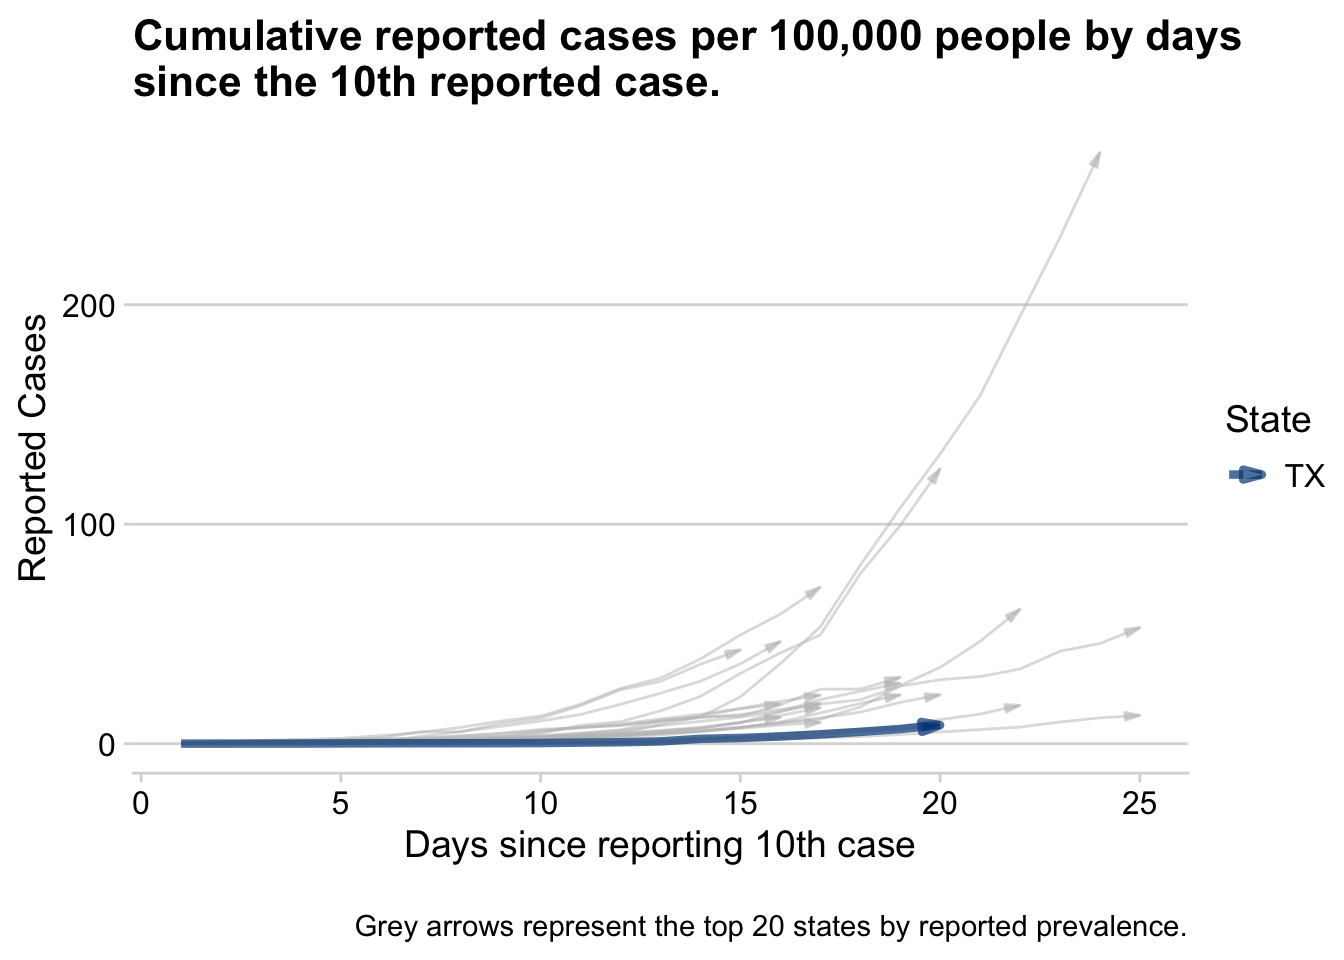 Cumulative reported cases per 100,000 people by days
since the 10th reported case.
Reported Cases
200
100
0
0 5 10 15 20 25
Days since reporting 10th case
State
TX
Grey arrows represent the top 20 states by reported prevalence.